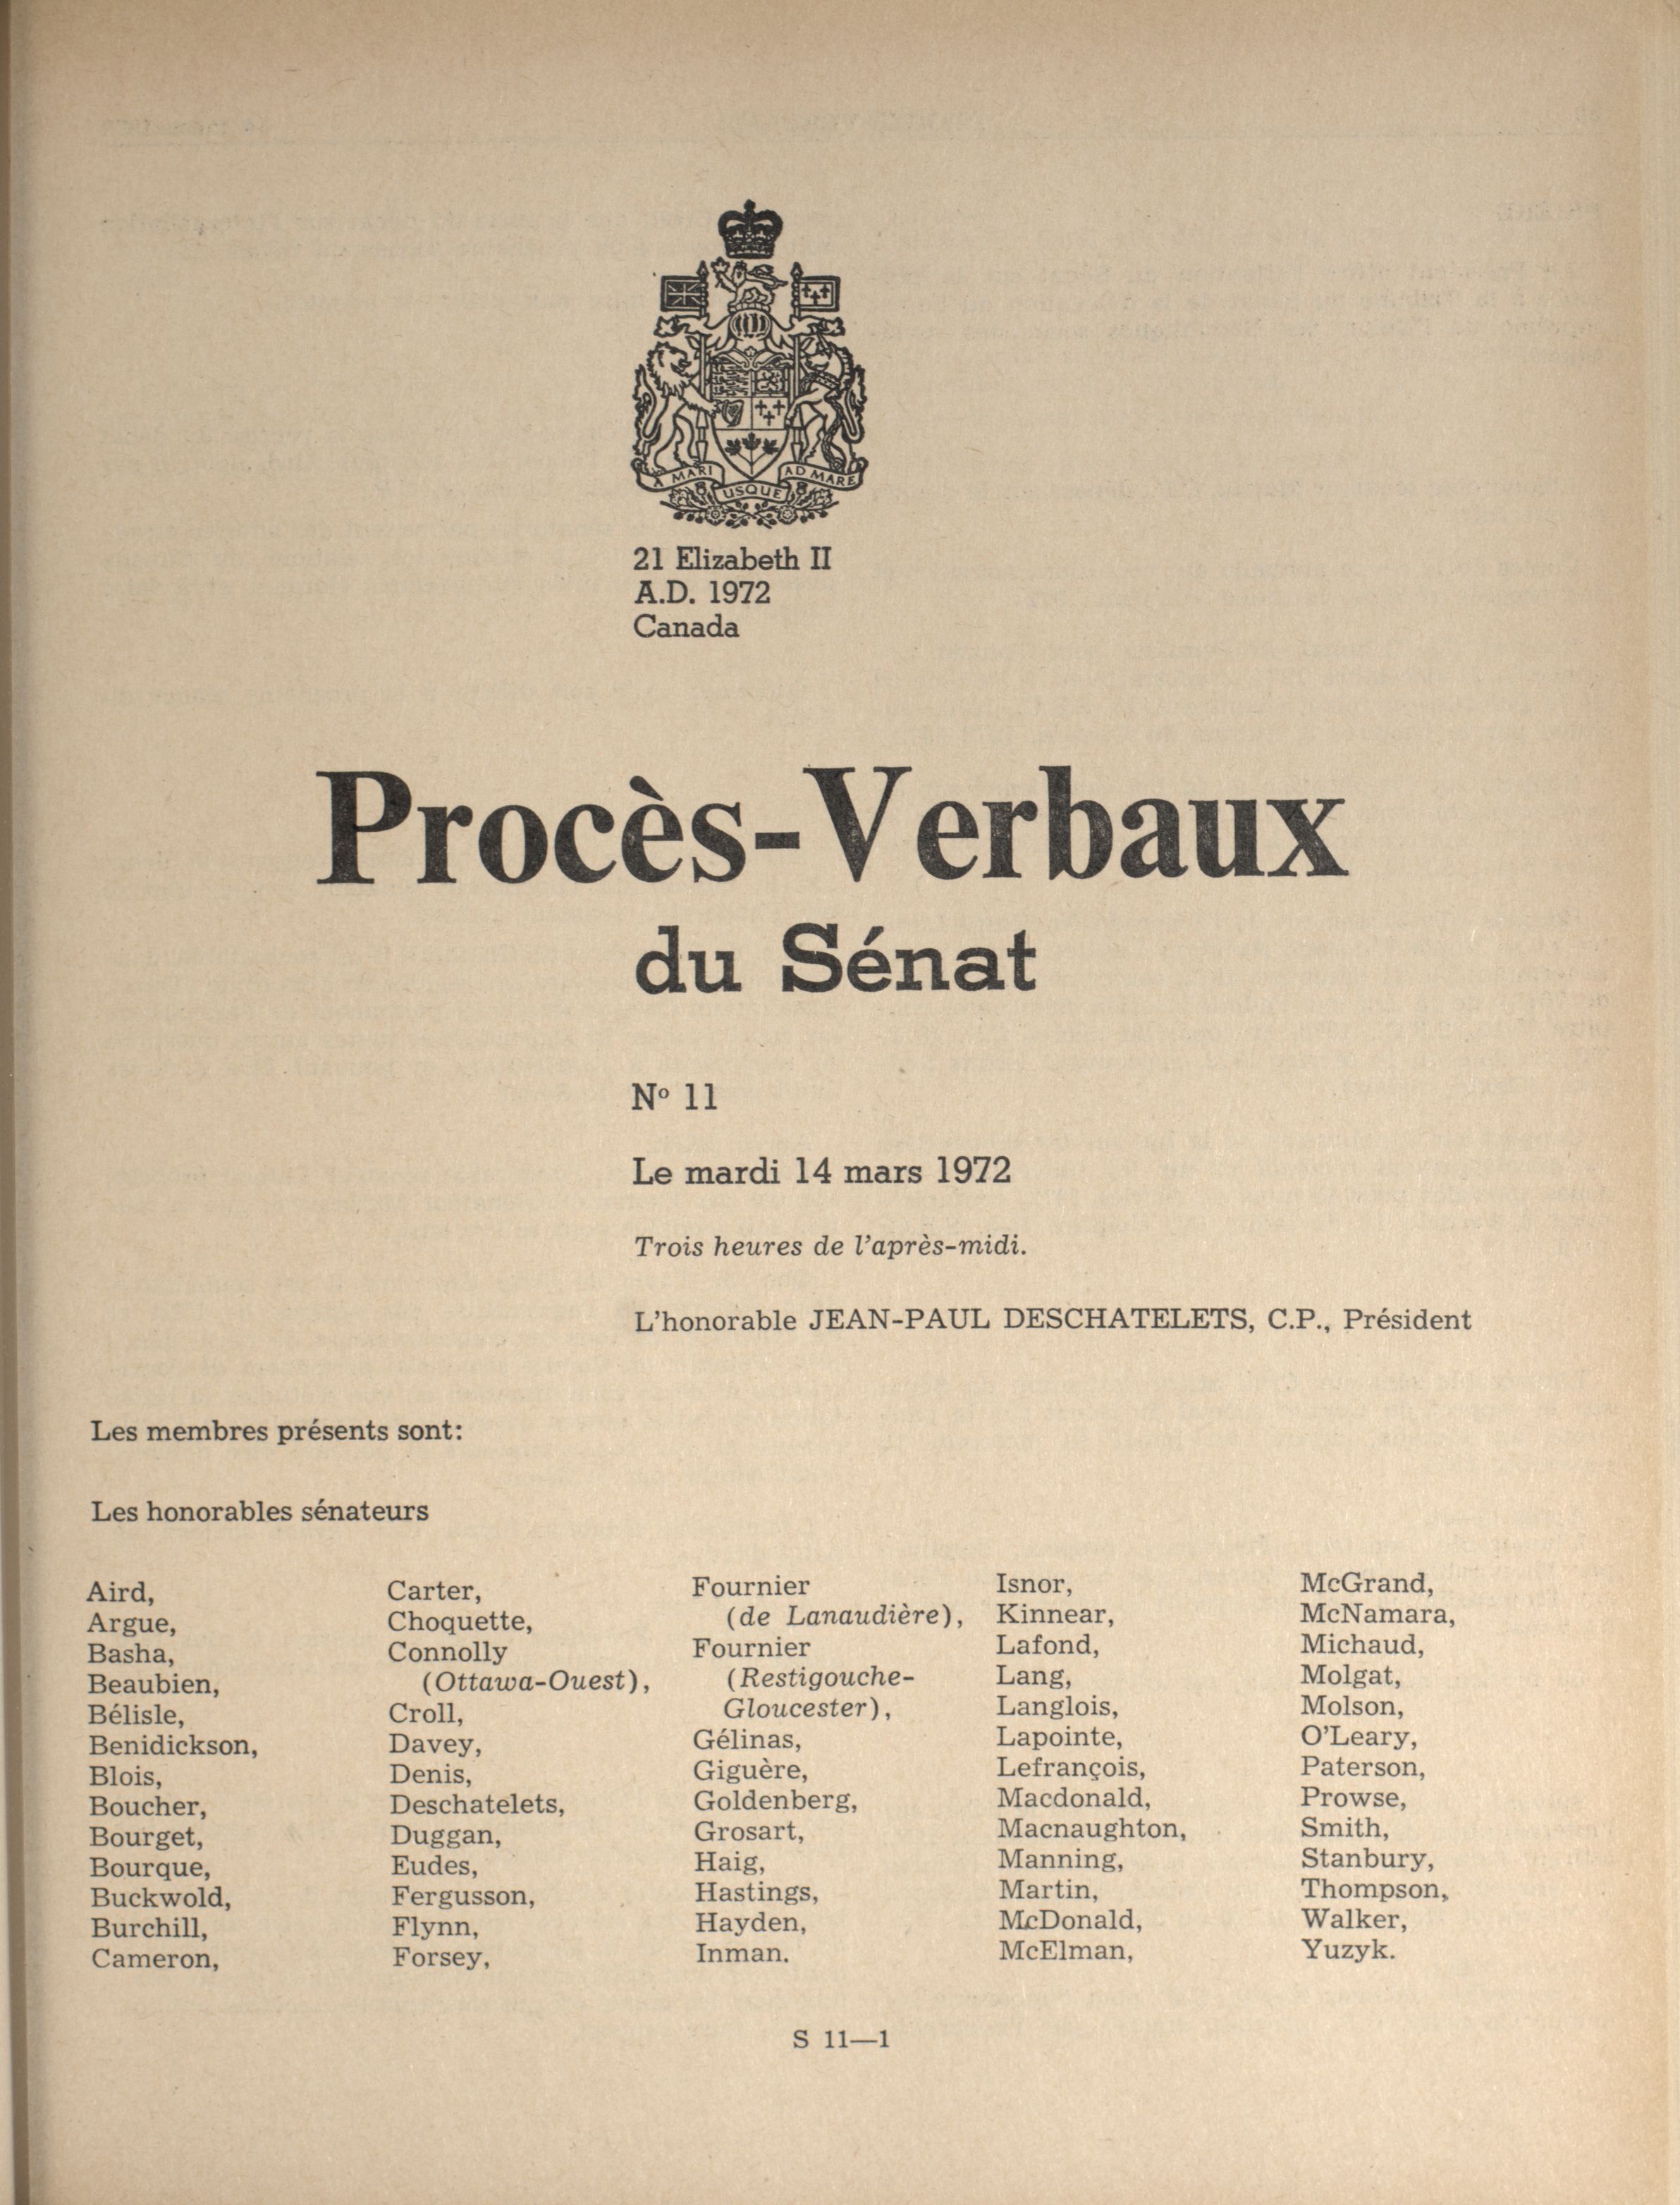 A MARI USQUE AD MARE
21 Elizabeth II
A.D. 1972
Canada
Procès-Verbaux
du Sénat
Nº 11
Le mardi 14 mars 1972
Trois heures de l'après-midi.
L'honorable JEAN-PAUL DESCHATELETS, C.P., Président
Les membres présents sont:
Les honorables sénateurs
Aird,
Argue,
Basha,
Beaubien,
Bélisle,
Benidickson,
Blois,
Boucher,
Bourget,
Bourque,
Buckwold,
Burchill,
Cameron,
Carter,
Choquette,
Connolly
(Ottawa-Ouest),
Croll,
Davey,
Denis,
Deschatelets,
Duggan,
Eudes,
Fergusson,
Flynn,
Forsey,
Fournier
(de Lanaudière),
Fournier
(Restigouche-
Gloucester),
Gélinas,
Giguère,
Goldenberg,
Grosart,
Haig,
Hastings,
Hayden,
Inman.
Isnor,
Kinnear,
Lafond,
Lang,
Langlois,
Lapointe,
Lefrançois,
Macdonald,
Macnaughton,
Manning,
Martin,
McDonald,
McElman,
McGrand,
McNamara,
Michaud,
Molgat,
Molson,
O'Leary,
Paterson,
Prowse,
Smith,
Stanbury,
Thompson,
Walker,
Yuzyk.
S 11—1